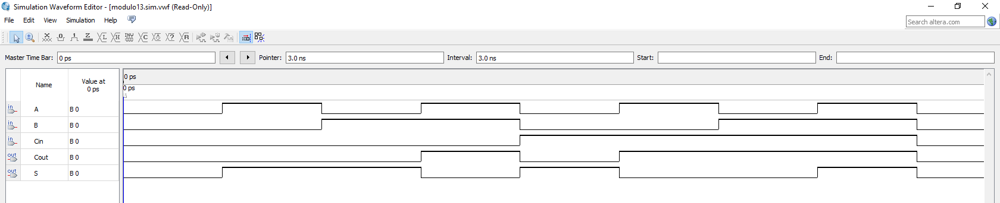 Simulation Waveform Editor - [modulo13.sim.vwf (Read-Only)]
File Edit View Simulation Help
Search altera.com
Master Time Bar: 0 ps Pointer: 3.0 ns Interval: 3.0 ns Start: End:
Name Value at
0 ps
0 ps
0 ps
in A B 0
in B B 0
in Cin B 0
out Cout B 0
out S B 0